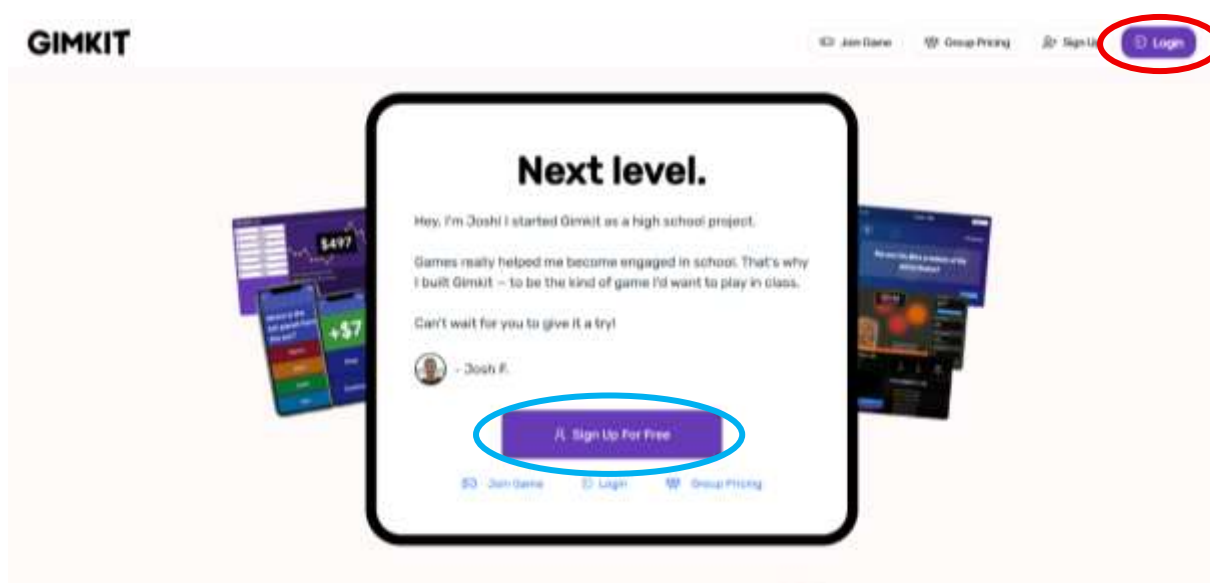 GIMKIT
Join Game
Group Pricing
Sign Up
Login
Next level.
Hey, I'm Josh! I started Gimkit as a high school project.
Games really helped me become engaged in school. That's why
I built Gimkit – to be the kind of game I'd want to play in class.
Can't wait for you to give it a try!
- Josh F.
Sign Up For Free
Join Game
Login
Group Pricing
$497
+$7